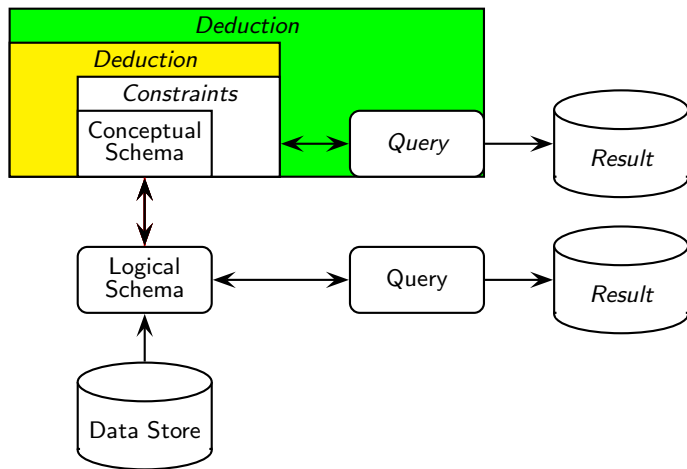 Deduction
Deduction
Constraints
Conceptual
Schema
Query
Result
Logical
Schema
Query
Result
Data Store